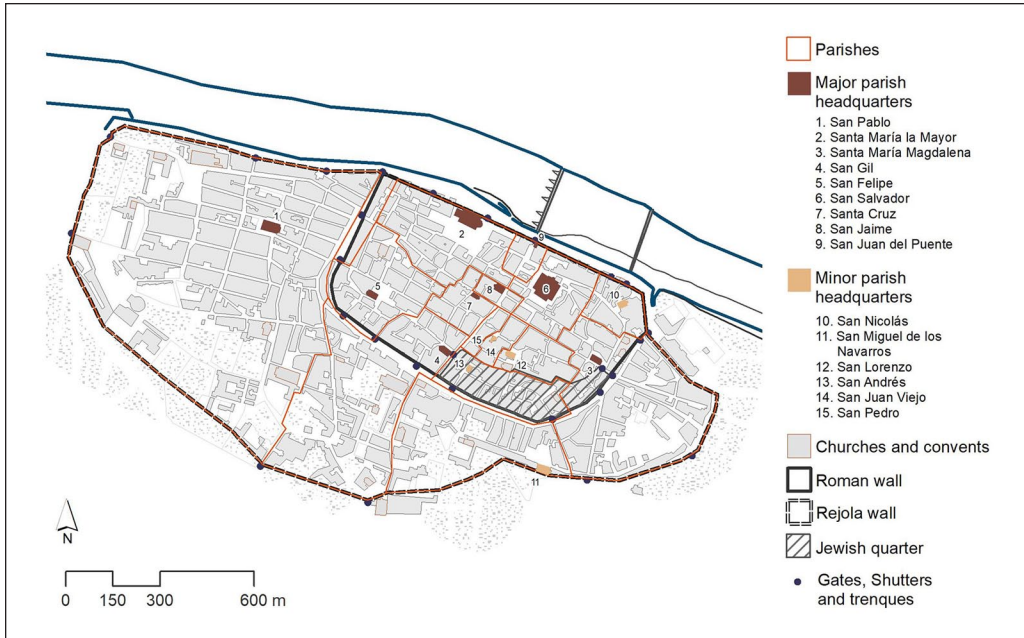 Parishes
Major parish
headquarters
1. San Pablo
2. Santa María la Mayor
3. Santa María Magdalena
4. San Gil
5. San Felipe
6. San Salvador
7. Santa Cruz
8. San Jaime
9. San Juan del Puente
Minor parish
headquarters
10. San Nicolás
11. San Miguel de los
Navarros
12. San Lorenzo
13. San Andrés
14. San Juan Viejo
15. San Pedro
Churches and convents
Roman wall
Rejola wall
Jewish quarter
Gates, Shutters
and trenques
1
2
9
6
10
8
5
7
15
14
4
13
12
3
11
N
0 150 300 600 m